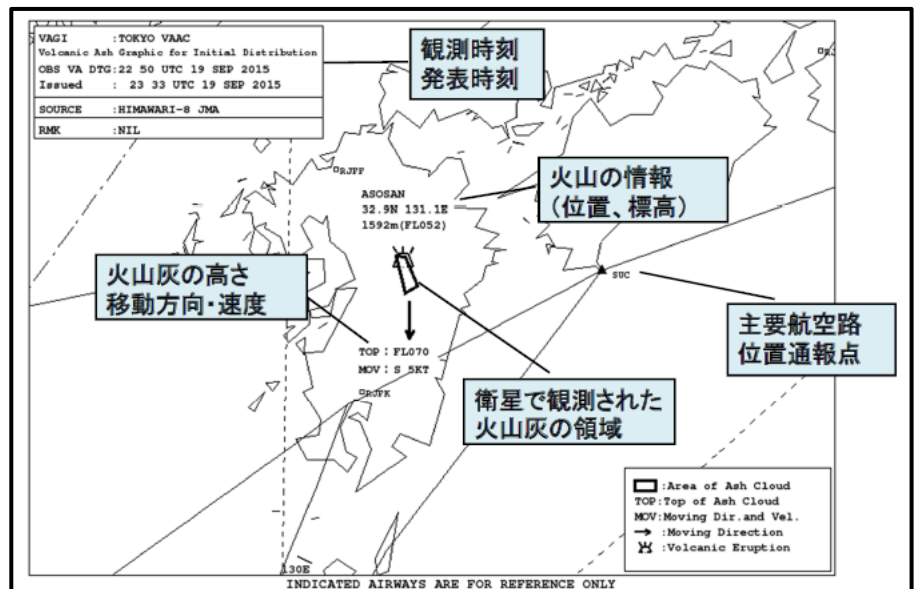 VAGI :TOKYO VAAC
Volcanic Ash Graphic for Initial Distribution
OBS VA DTG:22 50 UTC 19 SEP 2015
Issued : 23 33 UTC 19 SEP 2015
SOURCE :HIMAWARI-8 JMA
RMK :NIL
観測時刻
発表時刻
RJFF
ASOSAN
32.9N 131.1E
1592m(FL052)
火山の情報
(位置、標高)
火山灰の高さ
移動方向・速度
SUC
主要航空路
位置通報点
TOP:FL070
MOV:S 5KT
RJFK
衛星で観測された
火山灰の領域
:Area of Ash Cloud
TOP:Top of Ash Cloud
MOV:Moving Dir.and Vel.
:Moving Direction
:Volcanic Eruption
130E
INDICATED AIRWAYS ARE FOR REFERENCE ONLY